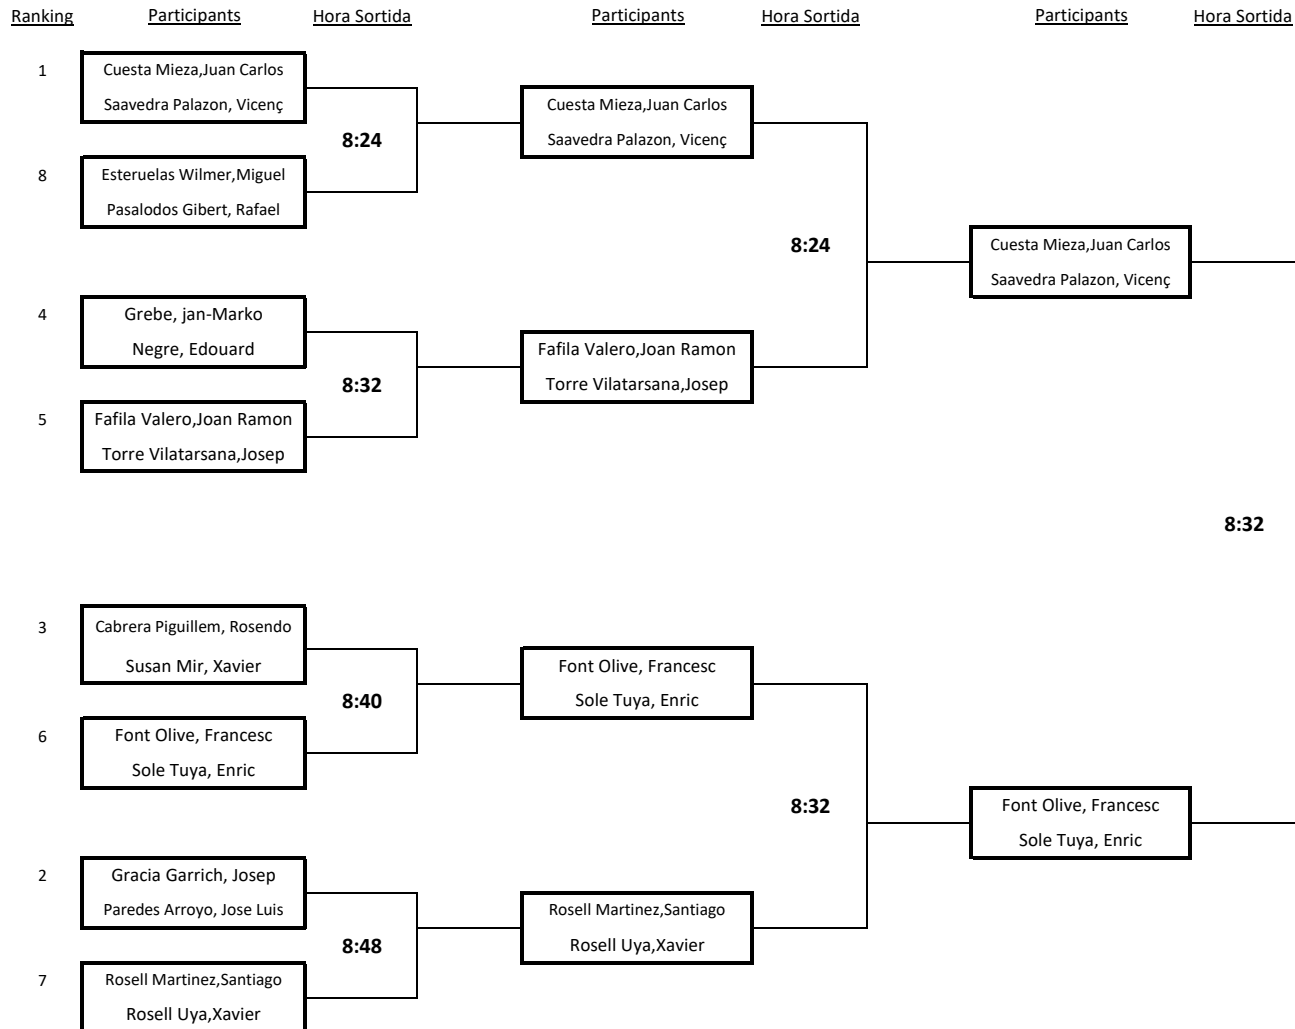 Ranking Participants Hora Sortida Participants Hora Sortida Participants Hora Sortida
1 Cuesta Mieza,Juan Carlos
Saavedra Palazon, Vicenç
Cuesta Mieza,Juan Carlos
Saavedra Palazon, Vicenç
8:24
8 Esteruelas Wilmer,Miguel
Pasalodos Gibert, Rafael
8:24
Cuesta Mieza,Juan Carlos
Saavedra Palazon, Vicenç
4 Grebe, jan-Marko
Negre, Edouard
Fafila Valero,Joan Ramon
Torre Vilatarsana,Josep
8:32
5 Fafila Valero,Joan Ramon
Torre Vilatarsana,Josep
8:32
3 Cabrera Piguillem, Rosendo
Susan Mir, Xavier
Font Olive, Francesc
Sole Tuya, Enric
8:40
6 Font Olive, Francesc
Sole Tuya, Enric
8:32
Font Olive, Francesc
Sole Tuya, Enric
2 Gracia Garrich, Josep
Paredes Arroyo, Jose Luis
Rosell Martinez,Santiago
Rosell Uya,Xavier
8:48
7 Rosell Martinez,Santiago
Rosell Uya,Xavier